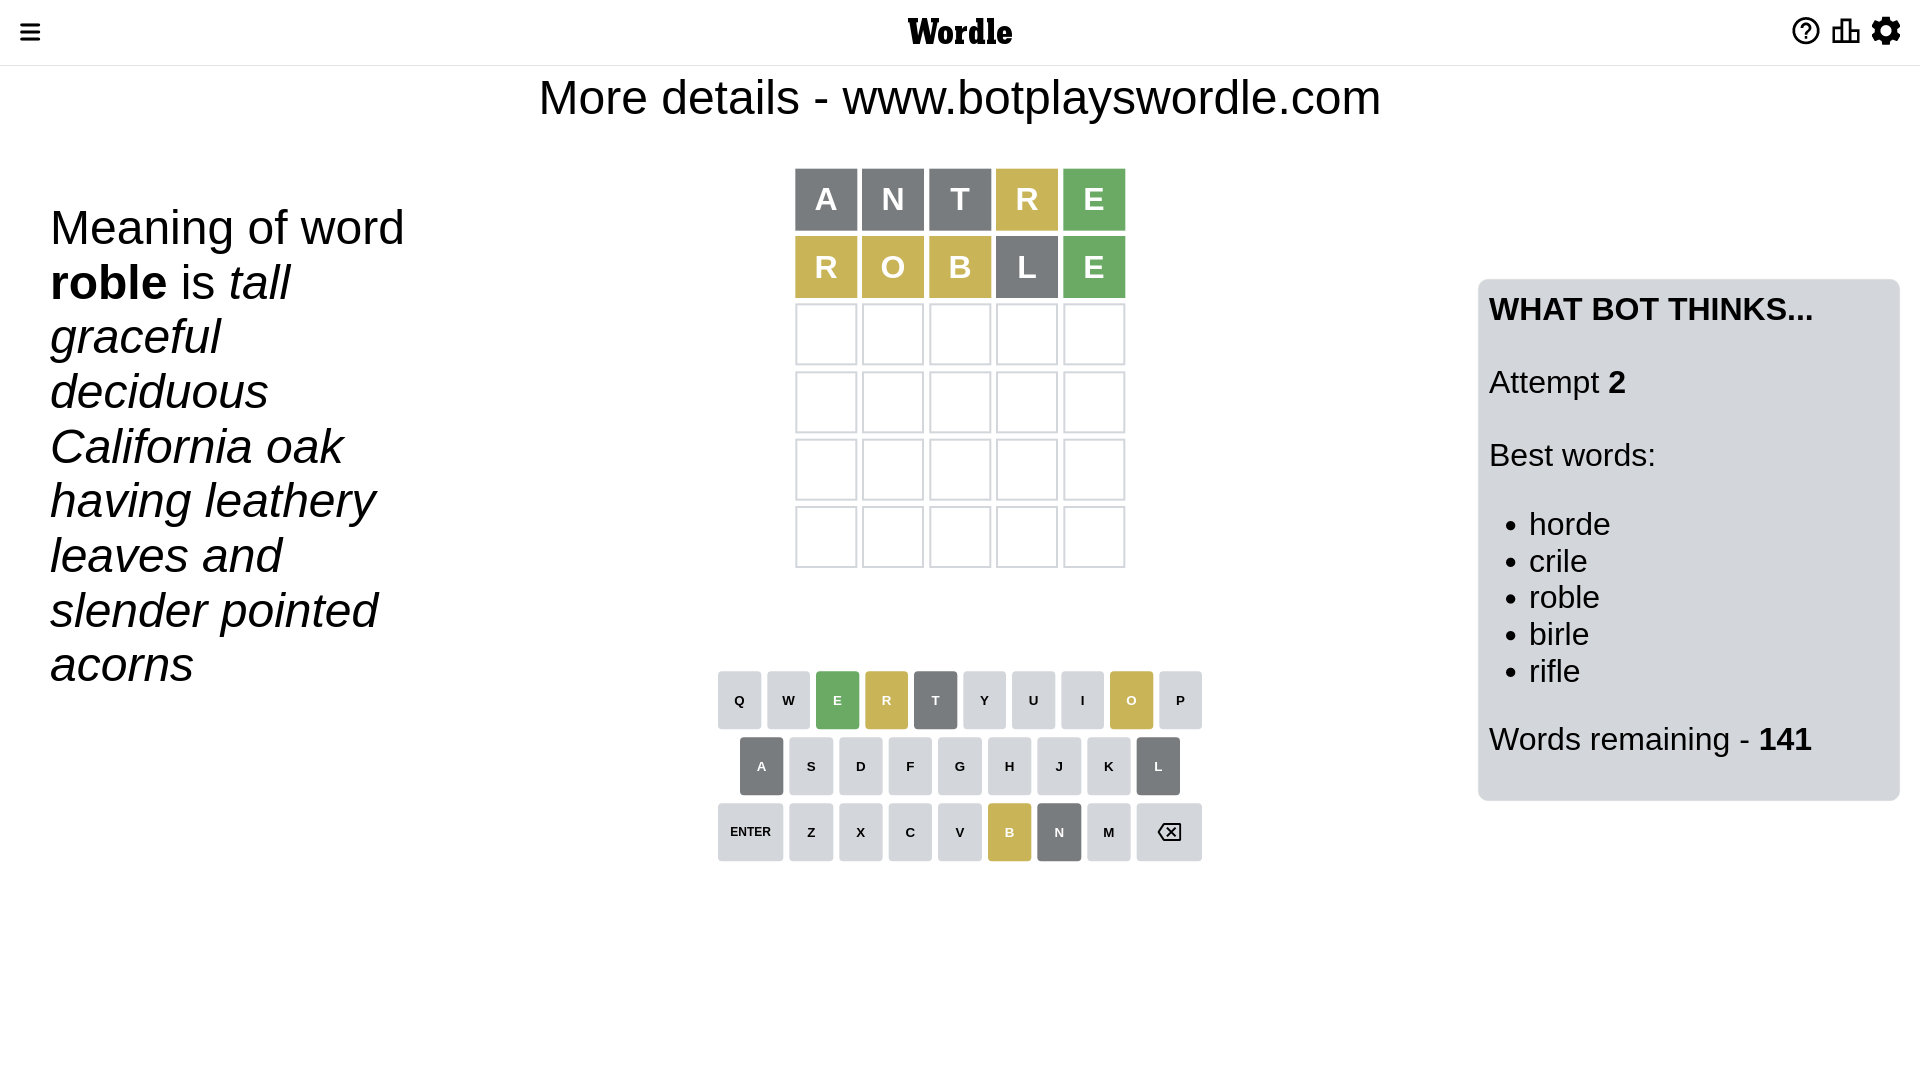 Wordle
More details - www.botplayswordle.com
Meaning of word
roble is tall
graceful
deciduous
California oak
having leathery
leaves and
slender pointed
acorns
A N T R E
R O B L E
WHAT BOT THINKS...
Attempt 2
Best words:
• horde
• crile
• roble
• birle
• rifle
Words remaining - 141
Q W E R T Y U I O P
A S D F G H J K L
ENTER Z X C V B N M